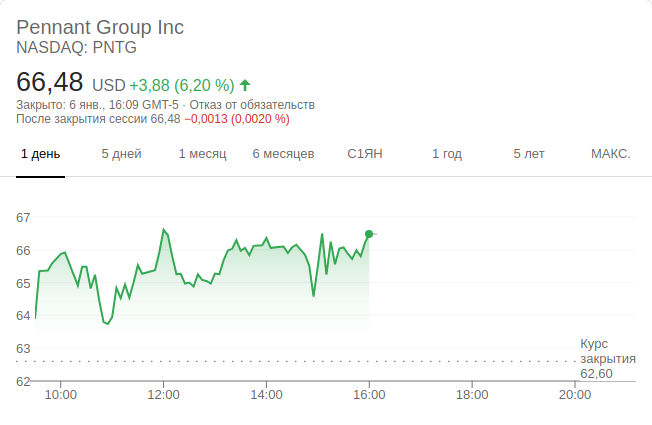 Pennant Group Inc
NASDAQ: PNTG
66,48 USD +3,88 (6,20 %)
Закрыто: 6 янв., 16:09 GMT-5 · Отказ от обязательств
После закрытия сессии 66,48 −0,0013 (0,0020 %)
1 день 5 дней 1 месяц 6 месяцев С1ЯН 1 год 5 лет МАКС.
67
66
65
64
63
Курс
закрытия
62,60
62
10:00 12:00 14:00 16:00 18:00 20:00